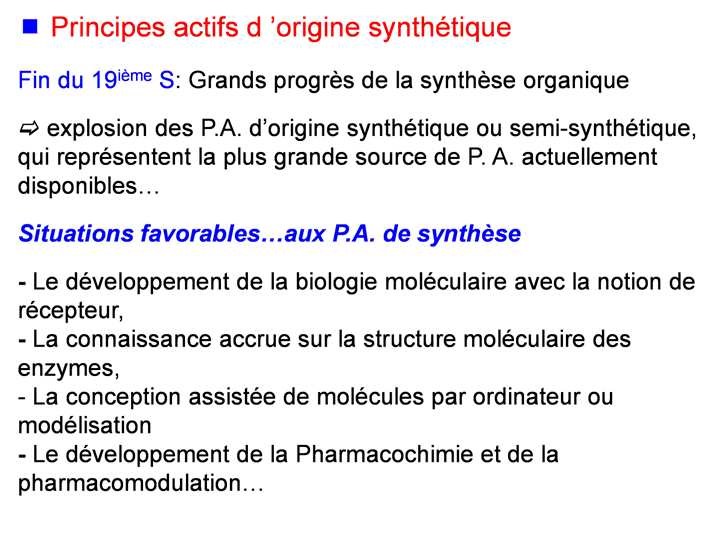 ■ Principes actifs d ’origine synthétique
Fin du 19ième S: Grands progrès de la synthèse organique
➯ explosion des P.A. d’origine synthétique ou semi-synthétique,
qui représentent la plus grande source de P. A. actuellement
disponibles…
Situations favorables…aux P.A. de synthèse
- Le développement de la biologie moléculaire avec la notion de
récepteur,
- La connaissance accrue sur la structure moléculaire des
enzymes,
- La conception assistée de molécules par ordinateur ou
modélisation
- Le développement de la Pharmacochimie et de la
pharmacomodulation…